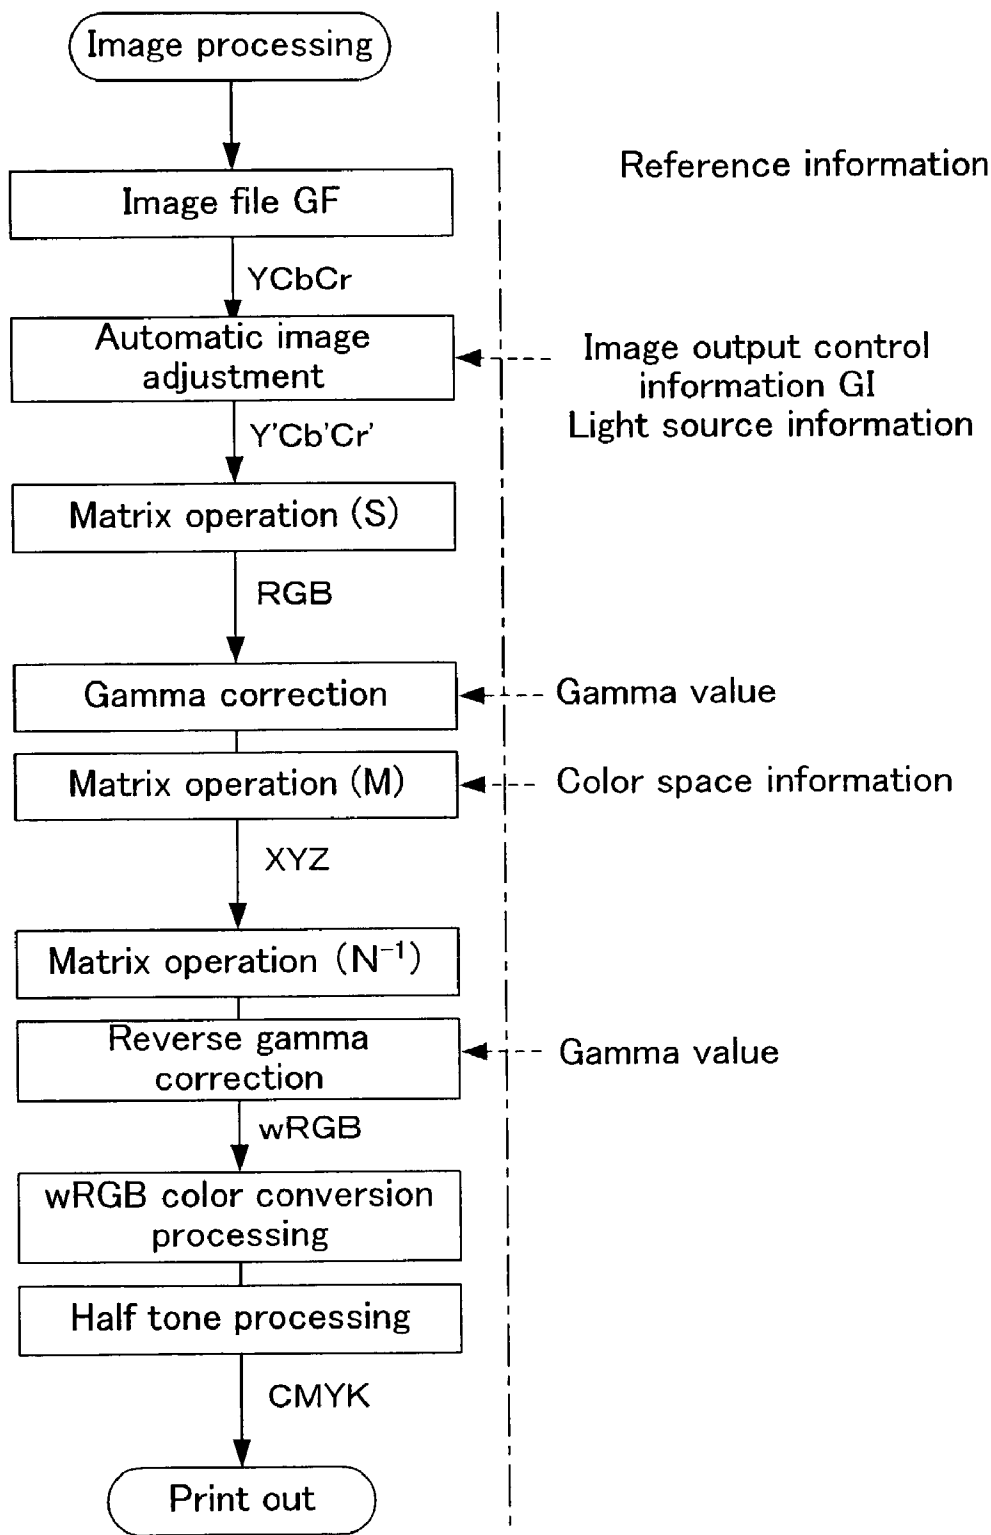 Image processing
Reference information
Image file GF
YCbCr
Automatic image
adjustment
Image output control
information GI
Light source information
Y'Cb'Cr'
Matrix operation (S)
RGB
Gamma correction
Gamma value
Matrix operation (M)
Color space information
XYZ
Matrix operation (N⁻¹)
Reverse gamma
correction
Gamma value
wRGB
wRGB color conversion
processing
Half tone processing
CMYK
Print out